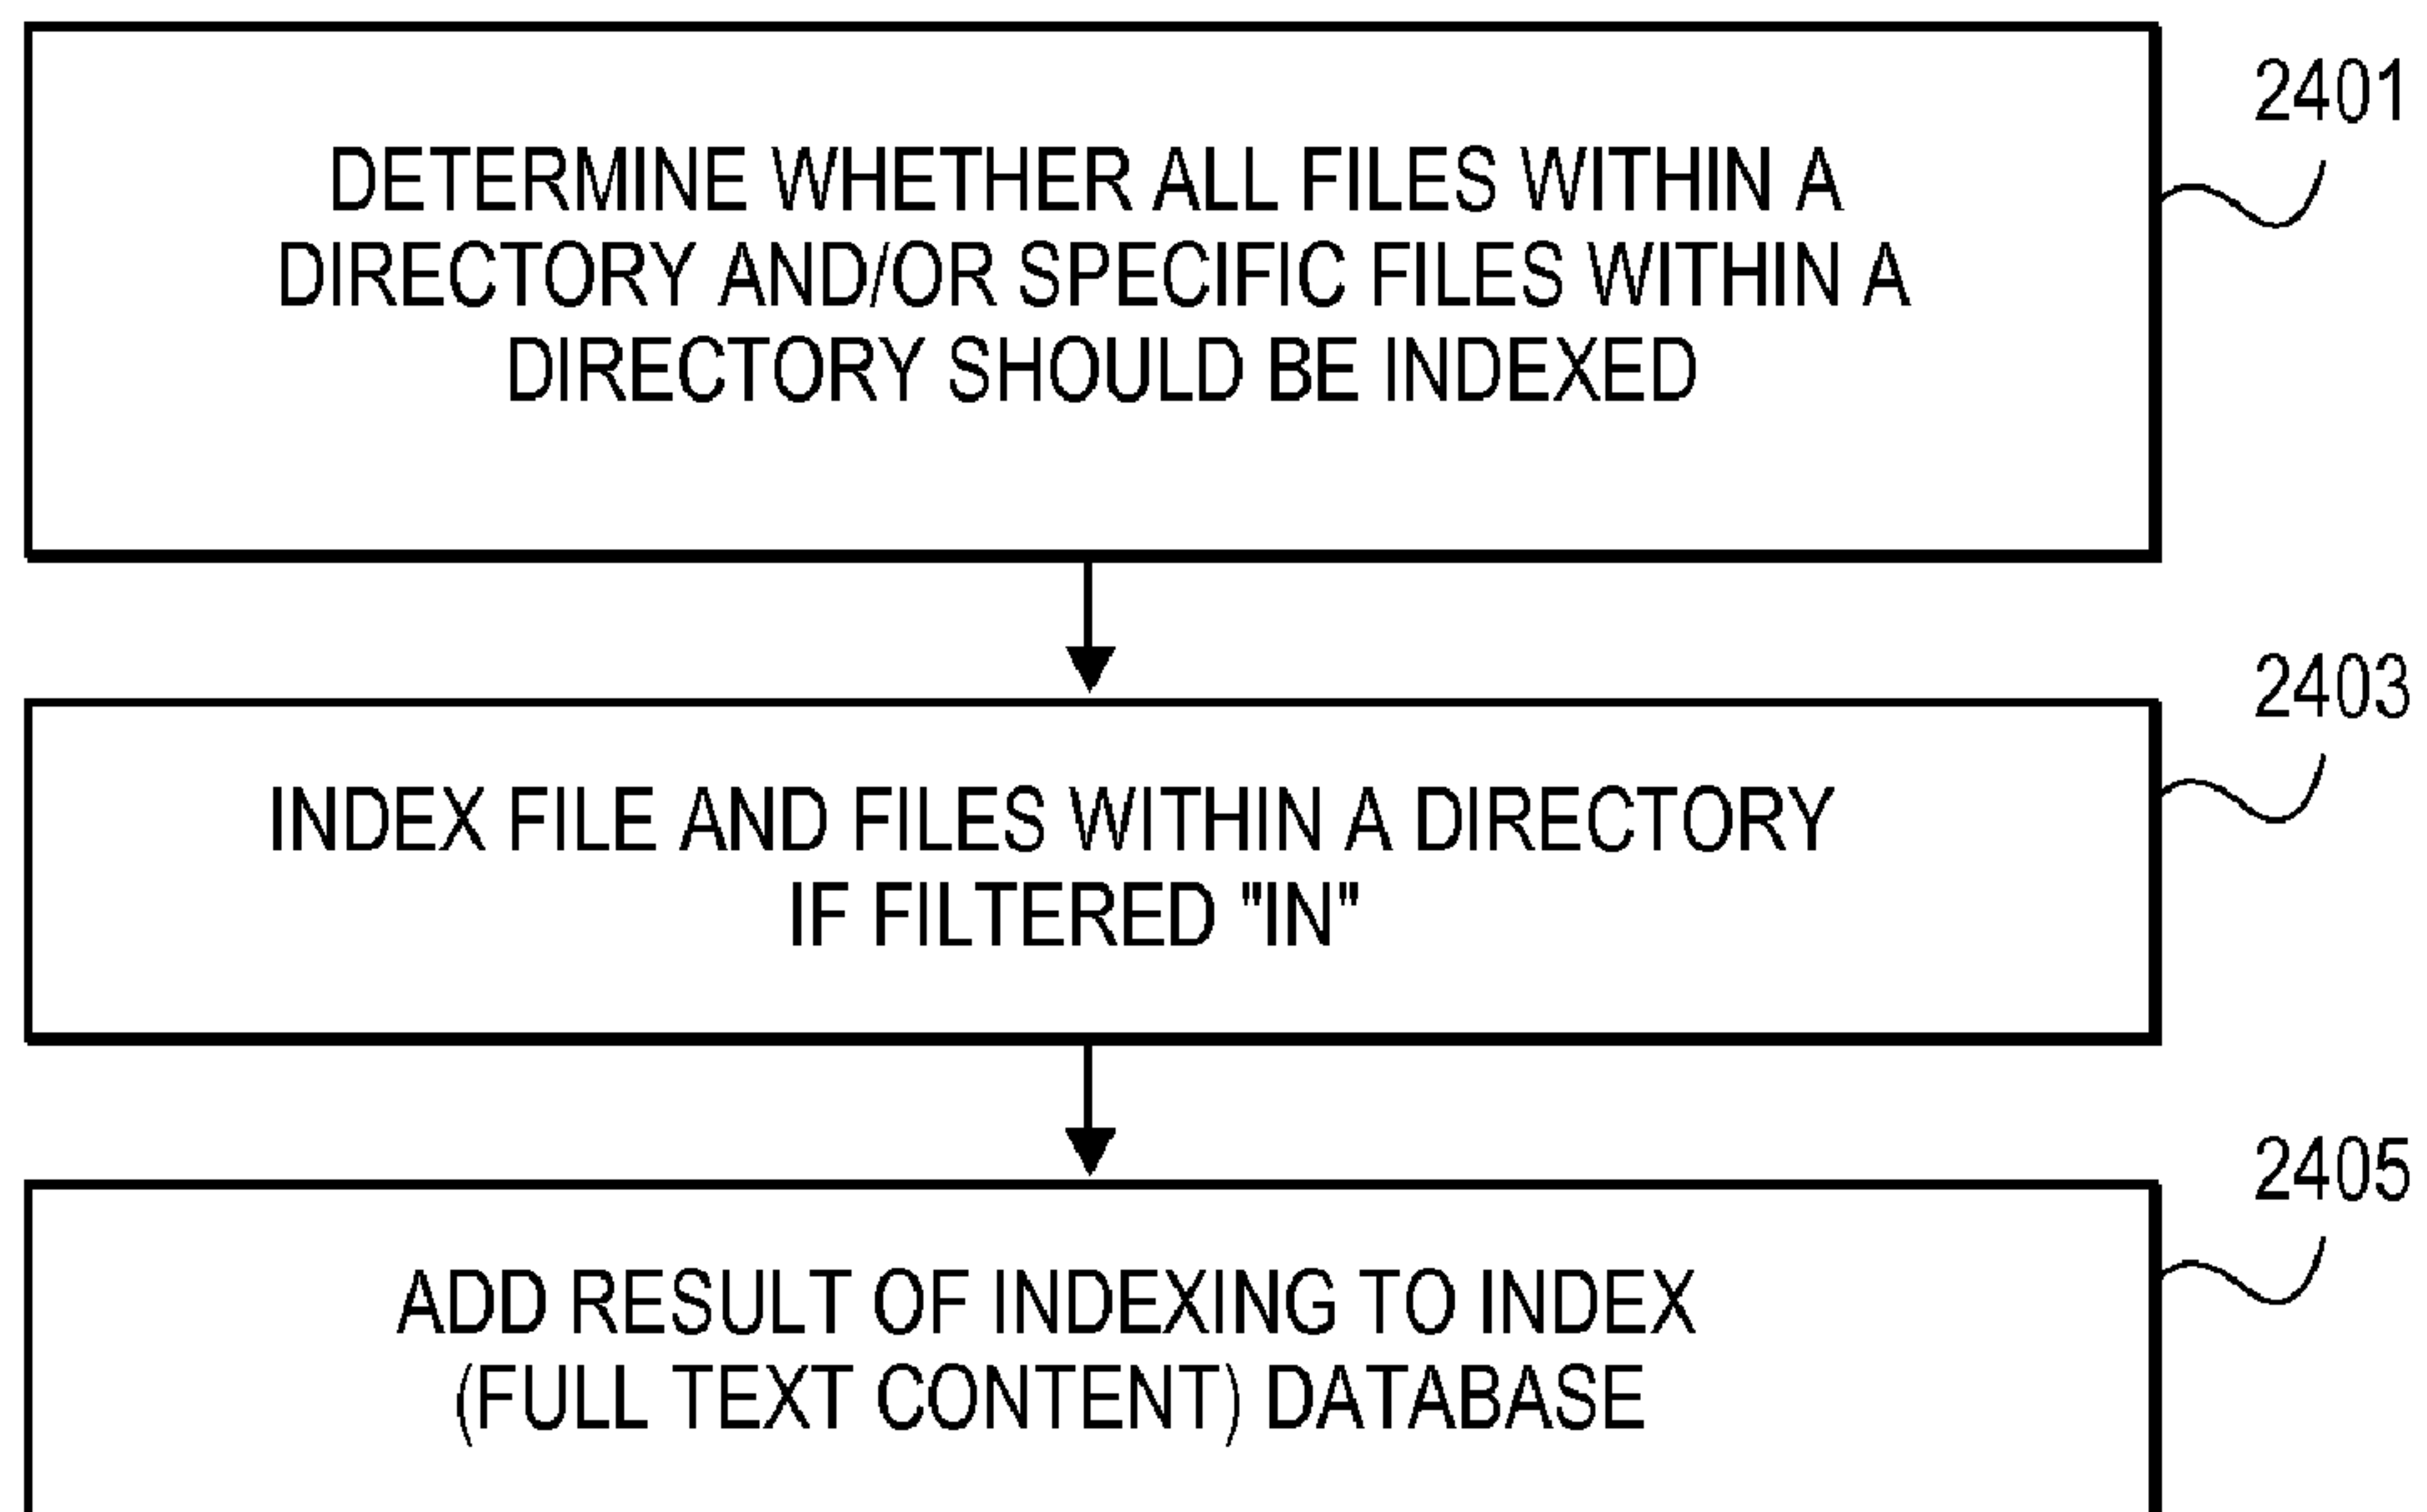 2401
DETERMINE WHETHER ALL FILES WITHIN A
DIRECTORY AND/OR SPECIFIC FILES WITHIN A
DIRECTORY SHOULD BE INDEXED
2403
INDEX FILE AND FILES WITHIN A DIRECTORY
IF FILTERED "IN"
2405
ADD RESULT OF INDEXING TO INDEX
(FULL TEXT CONTENT) DATABASE